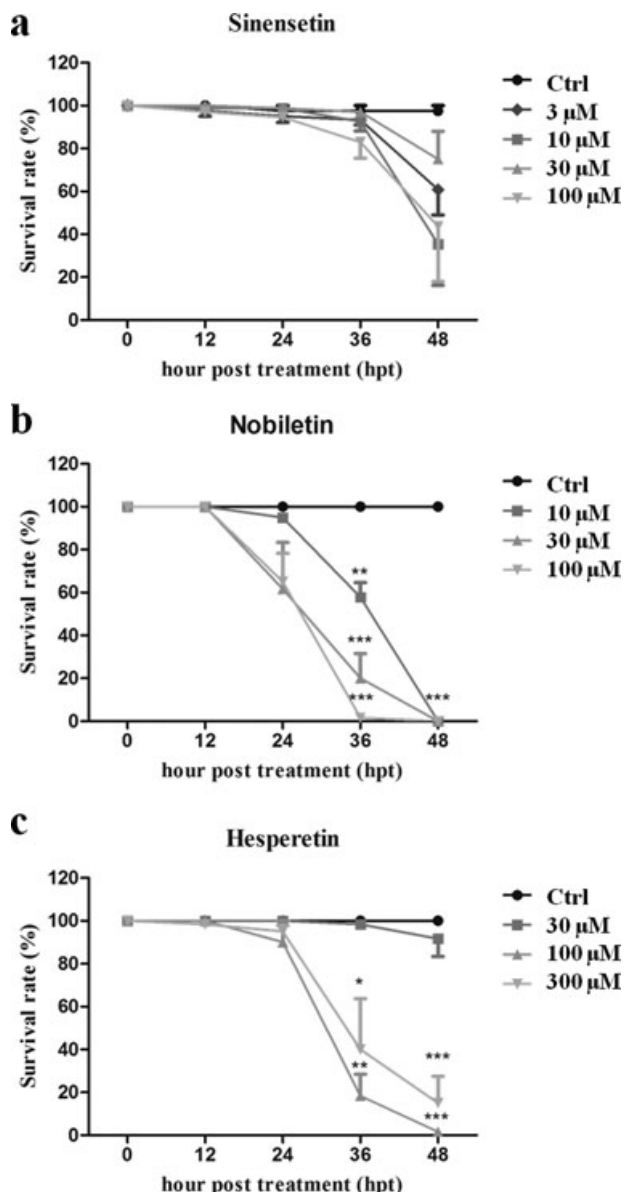 a
Sinensetin
120
100
80
60
40
20
0
Survival rate (%)
0 12 24 36 48
hour post treatment (hpt)
Ctrl
3 μM
10 μM
30 μM
100 μM
b
Nobiletin
120
100
80
60
40
20
0
Survival rate (%)
**
***
***
***
0 12 24 36 48
hour post treatment (hpt)
Ctrl
10 μM
30 μM
100 μM
c
Hesperetin
120
100
80
60
40
20
0
Survival rate (%)
*
**
***
***
0 12 24 36 48
hour post treatment (hpt)
Ctrl
30 μM
100 μM
300 μM